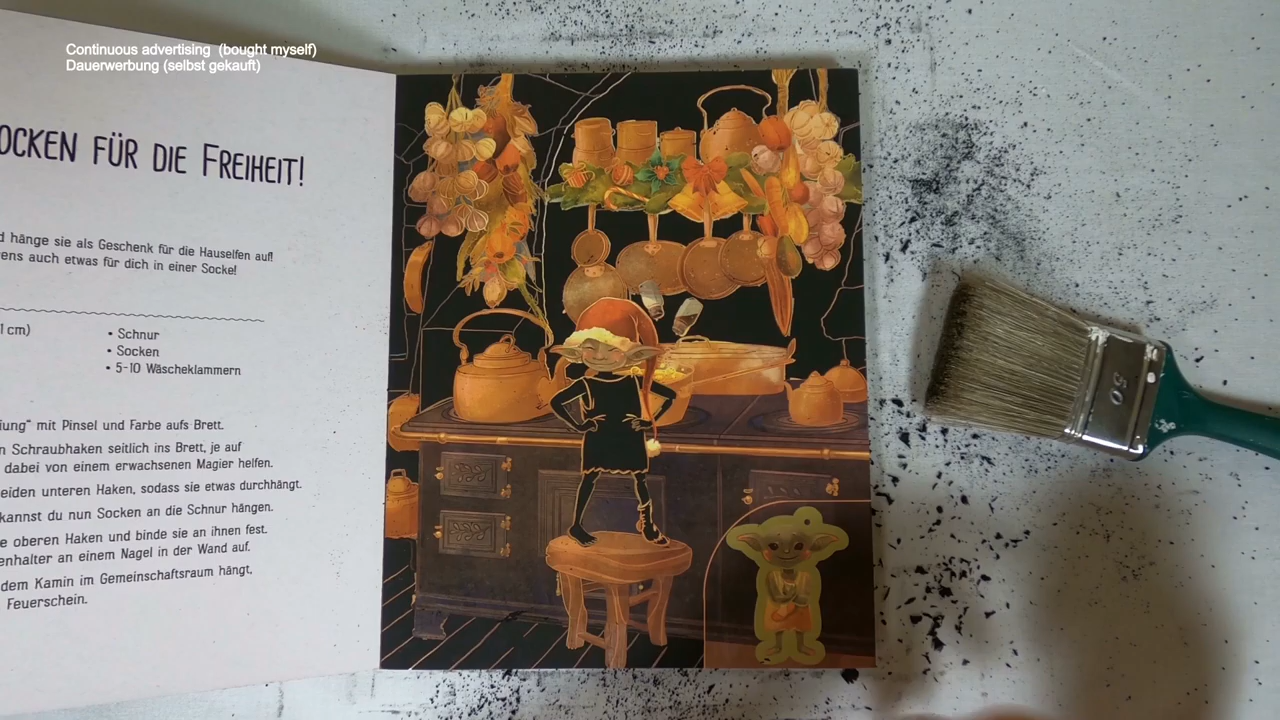 Continuous advertising (bought myself)
Dauerwerbung (selbst gekauft)
OCKEN FÜR DIE FREIHEIT!
d hänge sie als Geschenk für die Hauselfen auf!
ens auch etwas für dich in einer Socke!
1 cm)
• Schnur
• Socken
• 5-10 Wäscheklammern
iung" mit Pinsel und Farbe aufs Brett.
n Schraubhaken seitlich ins Brett, je auf
dabei von einem erwachsenen Magier helfen.
eiden unteren Haken, sodass sie etwas durchhängt.
kannst du nun Socken an die Schnur hängen.
e oberen Haken und binde sie an ihnen fest.
enhalter an einem Nagel in der Wand auf.
dem Kamin im Gemeinschaftsraum hängt,
Feuerschein.
50